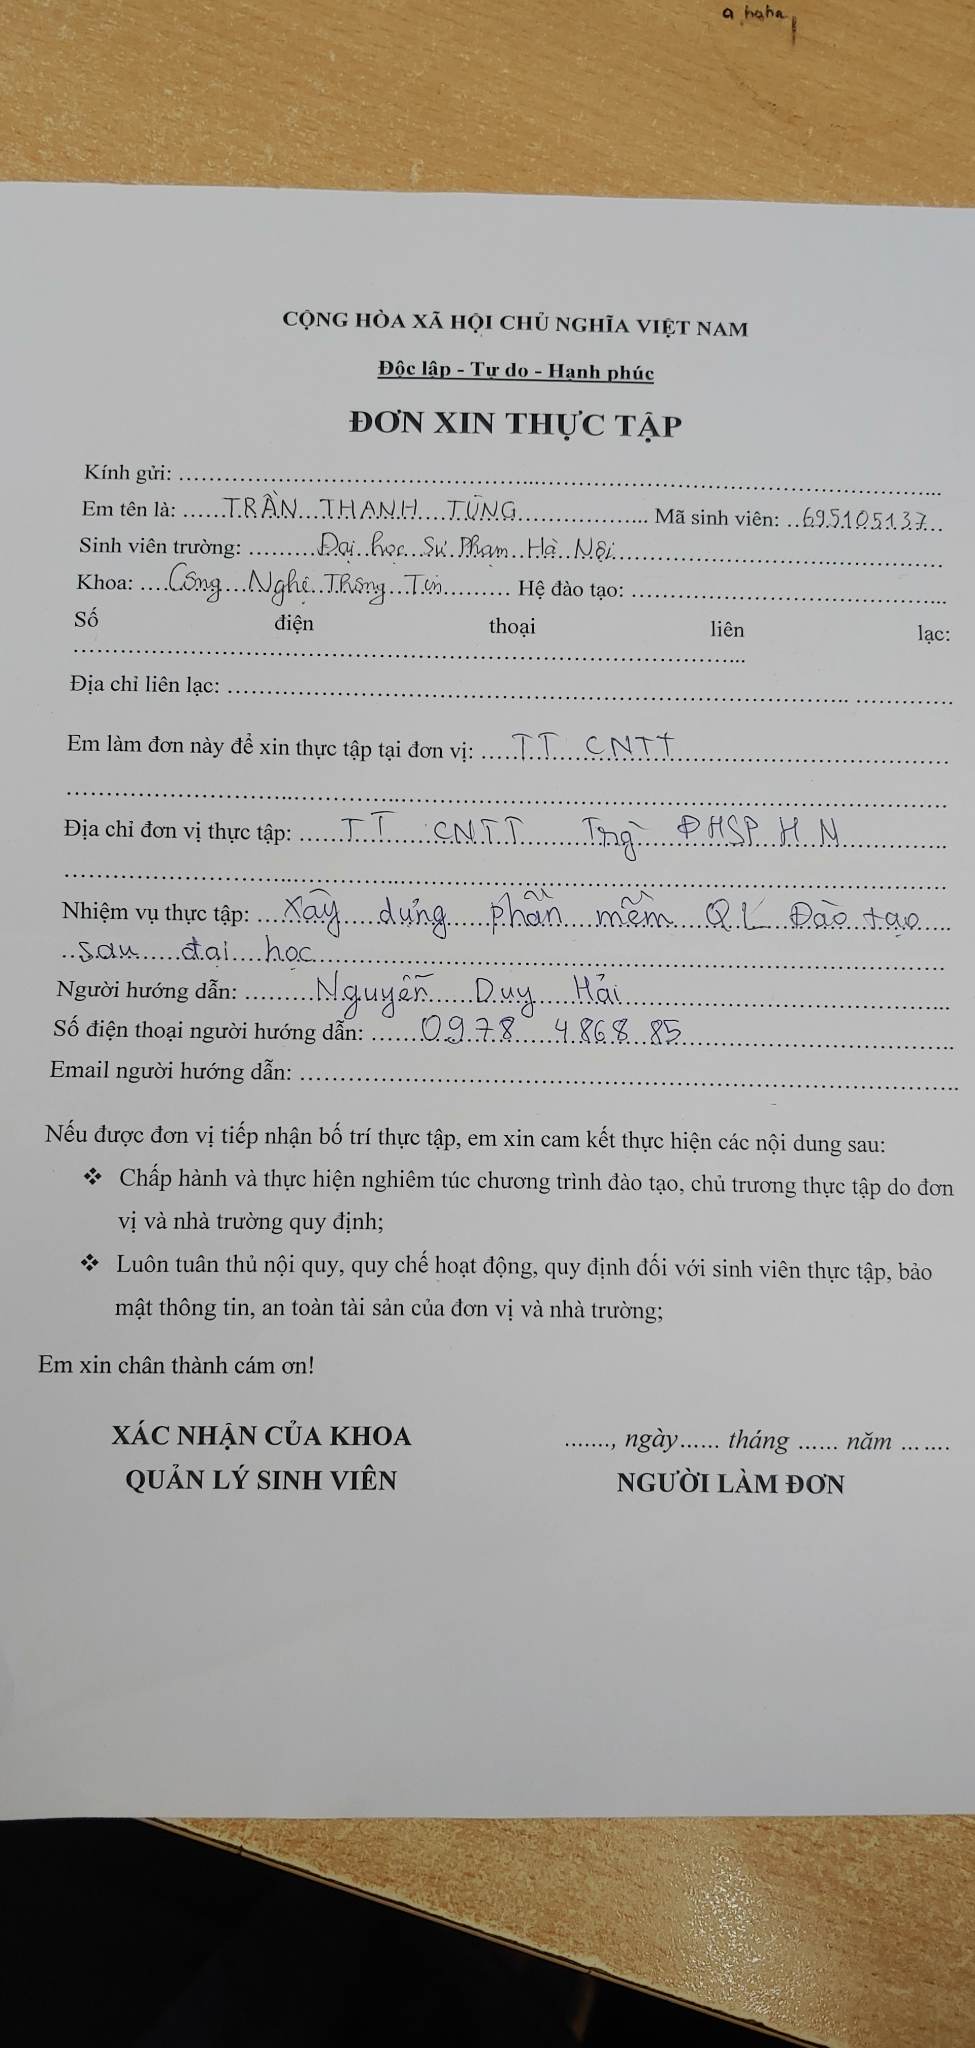 a haha
CỘNG HÒA XÃ HỘI CHỦ NGHĨA VIỆT NAM
Độc lập - Tự do - Hạnh phúc
ĐƠN XIN THỰC TẬP
Kính gửi:
Em tên là: TRẦN THANH TÙNG Mã sinh viên: 695105137
Sinh viên trường: Đại học Sư Phạm Hà Nội
Khoa: Công Nghệ Thông Tin Hệ đào tạo:
Số điện thoại liên lạc:
Địa chỉ liên lạc:
Em làm đơn này để xin thực tập tại đơn vị: TT CNTT
Địa chỉ đơn vị thực tập: TT CNTT Trg ĐHSP HN
Nhiệm vụ thực tập: Xây dựng phần mềm QL Đào tạo
sau đại học
Người hướng dẫn: Nguyễn Duy Hải
Số điện thoại người hướng dẫn: 0978 4868 85
Email người hướng dẫn:
Nếu được đơn vị tiếp nhận bố trí thực tập, em xin cam kết thực hiện các nội dung sau:
❖ Chấp hành và thực hiện nghiêm túc chương trình đào tạo, chủ trương thực tập do đơn
vị và nhà trường quy định;
❖ Luôn tuân thủ nội quy, quy chế hoạt động, quy định đối với sinh viên thực tập, bảo
mật thông tin, an toàn tài sản của đơn vị và nhà trường;
Em xin chân thành cám ơn!
XÁC NHẬN CỦA KHOA ......., ngày...... tháng ...... năm .......
QUẢN LÝ SINH VIÊN NGƯỜI LÀM ĐƠN